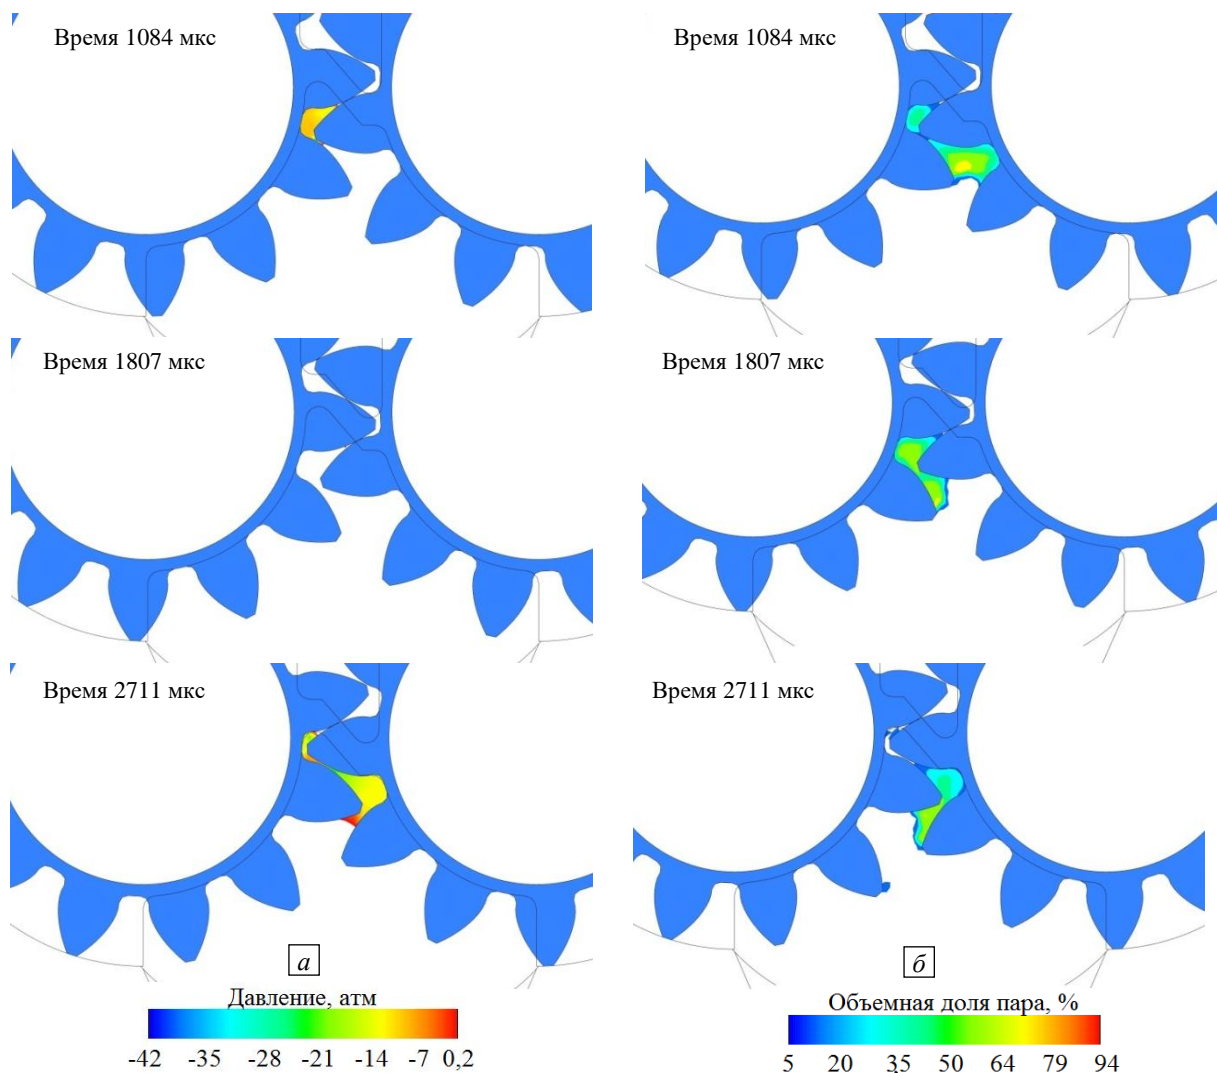 Время 1084 мкс
Время 1084 мкс
Время 1807 мкс
Время 1807 мкс
Время 2711 мкс
Время 2711 мкс
а
б
Давление, атм
-42 -35 -28 -21 -14 -7 0,2
Объемная доля пара, %
5 20 35 50 64 79 94